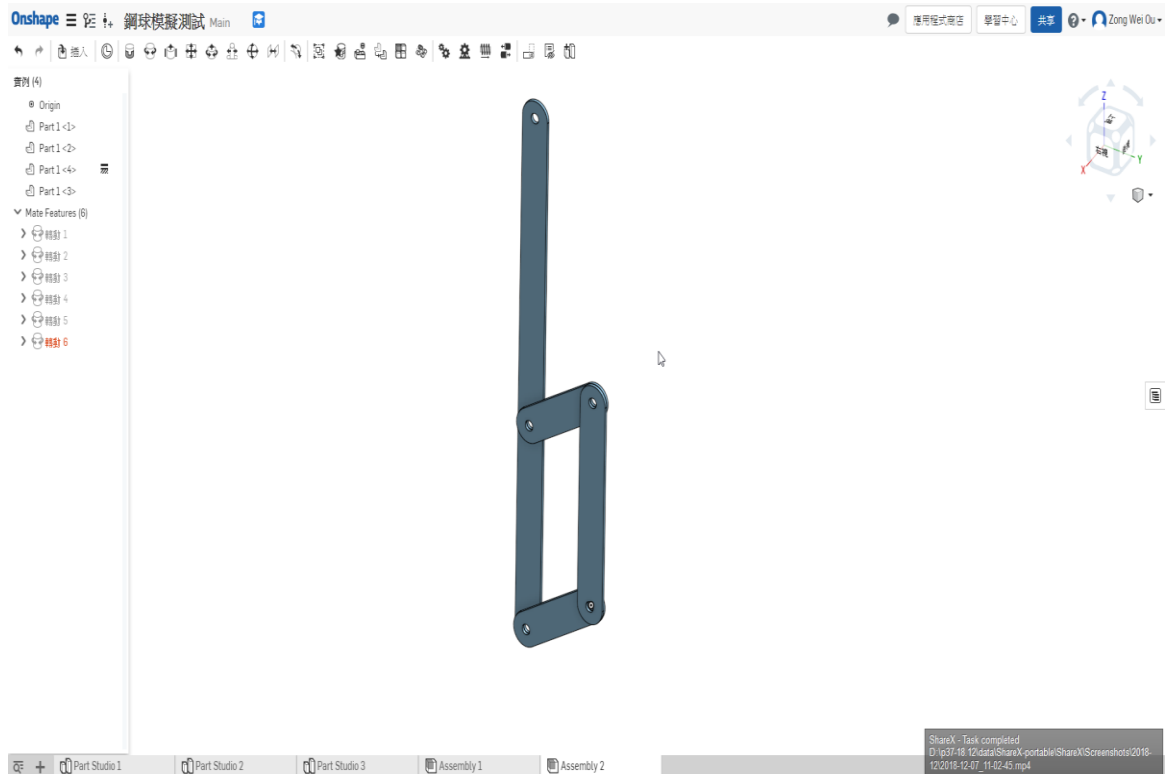 Onshape 鋼球模擬測試 Main
應用程式商店 學習中心 共享 Zong Wei Ou
插入
實例 (4)
Origin
Part 1 <1>
Part 1 <2>
Part 1 <4>
Part 1 <3>
Mate Features (6)
轉動 1
轉動 2
轉動 3
轉動 4
轉動 5
轉動 6
Z
X
Y
ShareX - Task completed
D:\p37-18.12\data\ShareX-portable\ShareX\Screenshots\2018-
12\2018-12-07_11-02-45.mp4
Part Studio 1 Part Studio 2 Part Studio 3 Assembly 1 Assembly 2